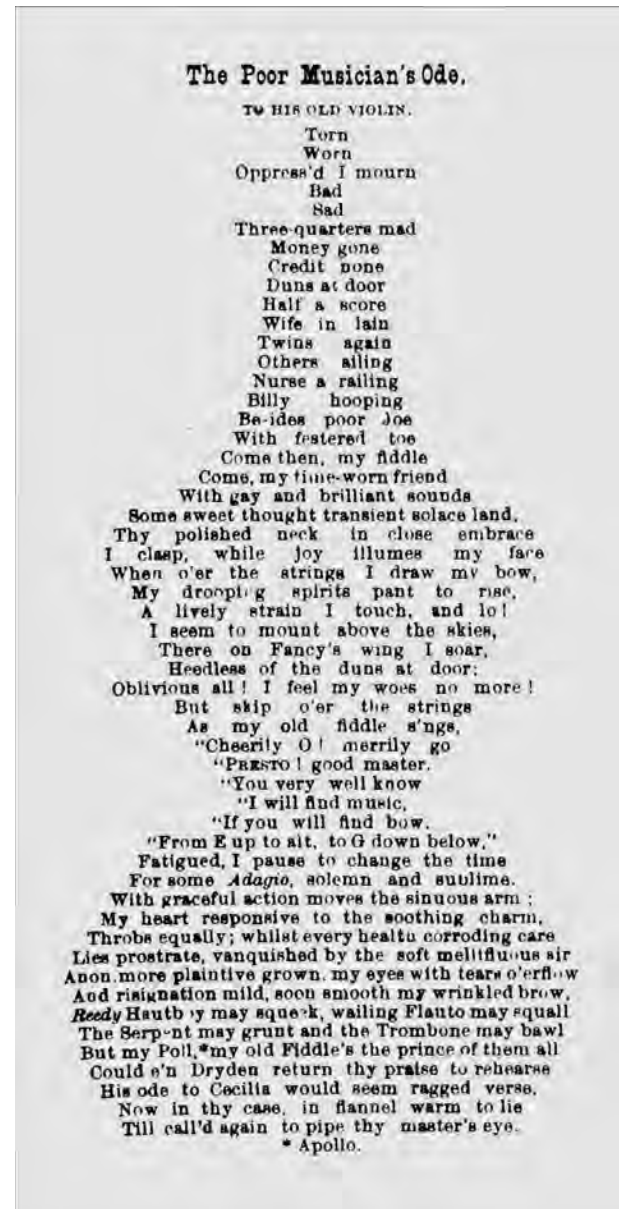 The Poor Musician's Ode.
TO HIS OLD VIOLIN.
Torn
Worn
Oppress'd I mourn
Bad
Sad
Three-quarters mad
Money gone
Credit none
Duns at door
Half a score
Wife in lain
Twins again
Others ailing
Nurse a railing
Billy hooping
Be-ides poor Joe
With festered toe
Come then, my fiddle
Come, my time-worn friend
With gay and brilliant sounds
Some sweet thought transient solace land,
Thy polished neck in close embrace
I clasp, while Joy illumes my face
When o'er the strings I draw my bow,
My drooping spirits pant to rise,
A lively strain I touch, and lo!
I seem to mount above the skies,
There on Fancy's wing I soar,
Heedless of the duns at door;
Oblivious all! I feel my woes no more!
But skip o'er the strings
As my old fiddle s'ngs,
"Cheerily O! merrily go
"PRESTO! good master.
"You very well know
"I will find music,
"If you will find bow,
"From E up to alt, to G down below,"
Fatigued, I pause to change the time
For some Adagio, solemn and sublime.
With graceful action moves the sinuous arm;
My heart responsive to the soothing charm,
Throbs equally; whilst every health corroding care
Lies prostrate, vanquished by the soft mellifluous air
Anon. more plaintive grown, my eyes with tears o'erflow
And risignation mild, soon smooth my wrinkled brow,
Reedy Hautboy may squeak, wailing Flauto may squall
The Serpent may grunt and the Trombone may bawl
But my Poll,*my old Fiddle's the prince of them all
Could e'n Dryden return thy praise to rehearse
His ode to Cecilia would seem ragged verse.
Now in thy case, in flannel warm to lie
Till call'd again to pipe thy master's eye.
* Apollo.